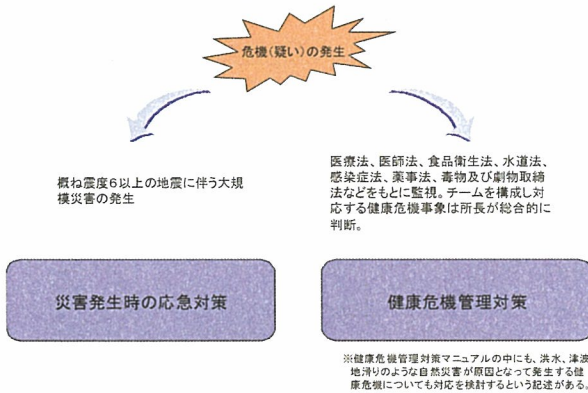 危機(疑い)の発生
概ね震度6以上の地震に伴う大規
模災害の発生
医療法、医師法、食品衛生法、水道法、
感染症法、薬事法、毒物及び劇物取締
法などをもとに監視。チームを構成し対
応する健康危機事象は所長が総合的に
判断。
災害発生時の応急対策
健康危機管理対策
※健康危機管理対策マニュアルの中にも、洪水、津波
地滑りのような自然災害が原因となって発生する健
康危機についても対応を検討するという記述がある。